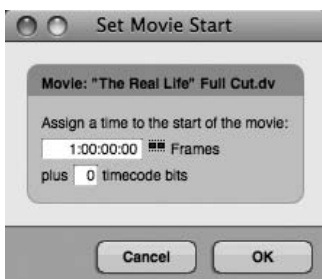 Set Movie Start
Movie: "The Real Life" Full Cut.dv
Assign a time to the start of the movie:
1:00:00:00 Frames
plus 0 timecode bits
Cancel OK